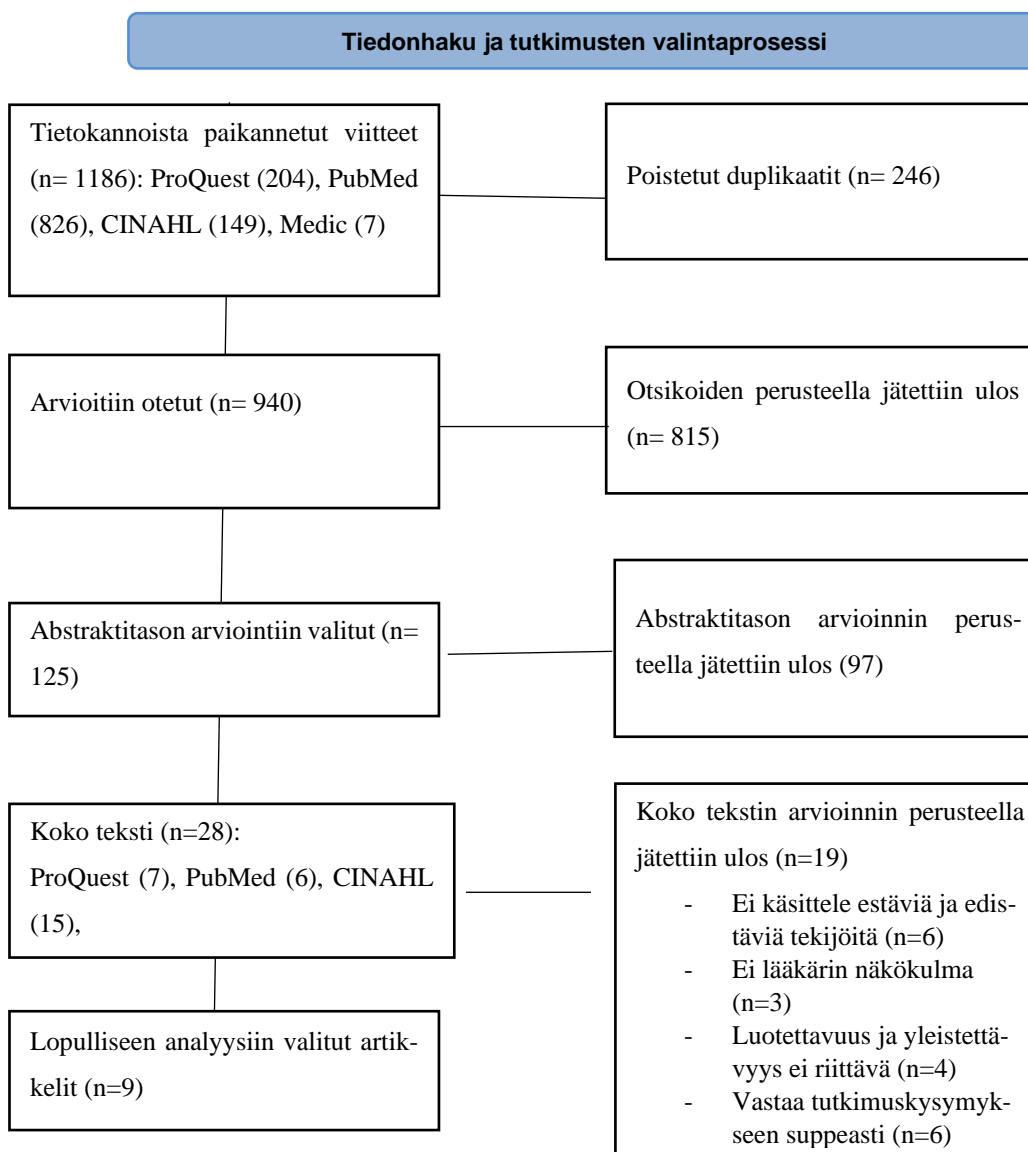 Tiedonhaku ja tutkimusten valintaprosessi
Tietokannoista paikannetut viitteet
(n= 1186): ProQuest (204), PubMed
(826), CINAHL (149), Medic (7)
Poistetut duplikaatit (n= 246)
Arvioitiin otetut (n= 940)
Otsikoiden perusteella jätettiin ulos
(n= 815)
Abstraktitason arviointiin valitut (n=
125)
Abstraktitason arvioinnin perus-
teella jätettiin ulos (97)
Koko teksti (n=28):
ProQuest (7), PubMed (6), CINAHL
(15),
Koko tekstin arvioinnin perusteella
jätettiin ulos (n=19)
- Ei käsittele estäviä ja edis-
täviä tekijöitä (n=6)
- Ei lääkärin näkökulma
(n=3)
- Luotettavuus ja yleistettä-
vyys ei riittävä (n=4)
- Vastaa tutkimuskysymyk-
seen suppeasti (n=6)
Lopulliseen analyysiin valitut artik-
kelit (n=9)